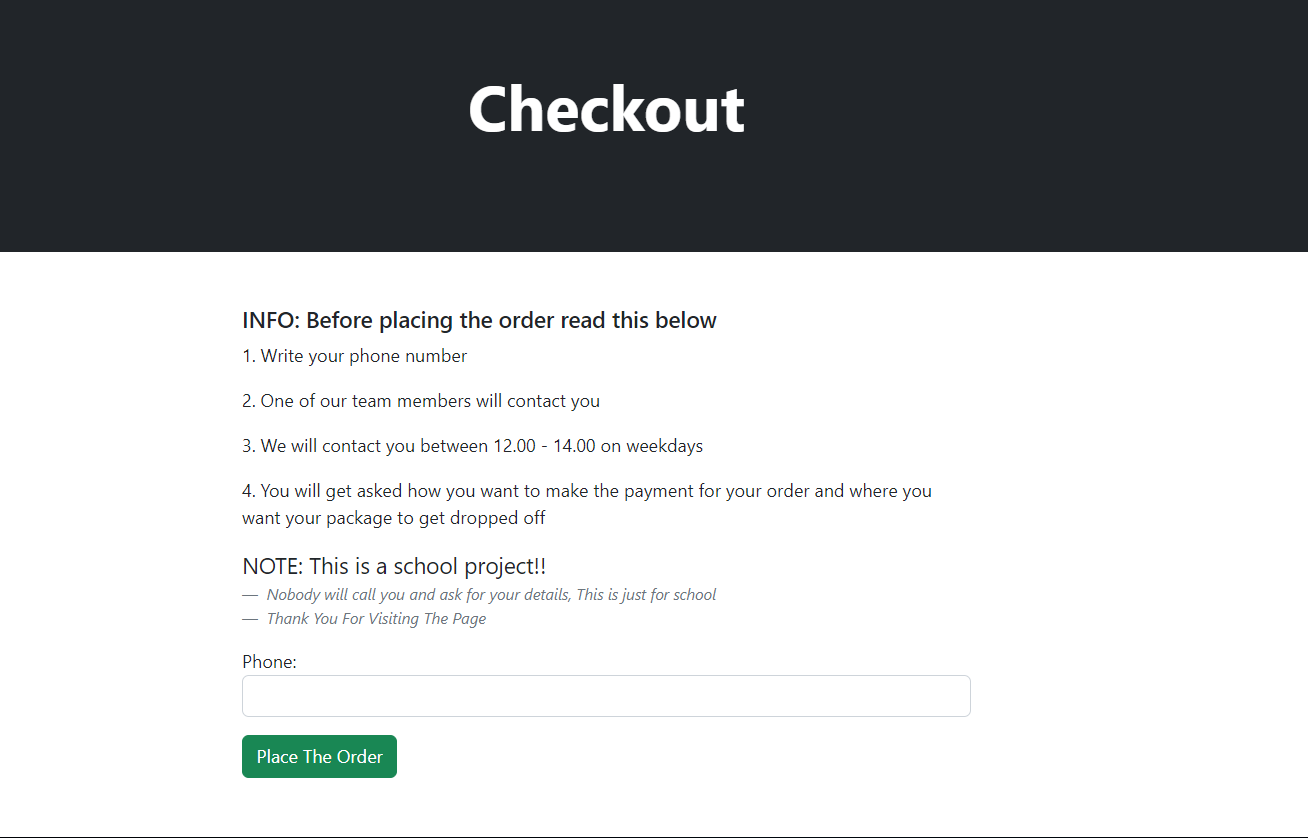 Checkout
INFO: Before placing the order read this below
1. Write your phone number
2. One of our team members will contact you
3. We will contact you between 12.00 - 14.00 on weekdays
4. You will get asked how you want to make the payment for your order and where you
want your package to get dropped off
NOTE: This is a school project!!
— Nobody will call you and ask for your details, This is just for school
— Thank You For Visiting The Page
Phone:
Place The Order